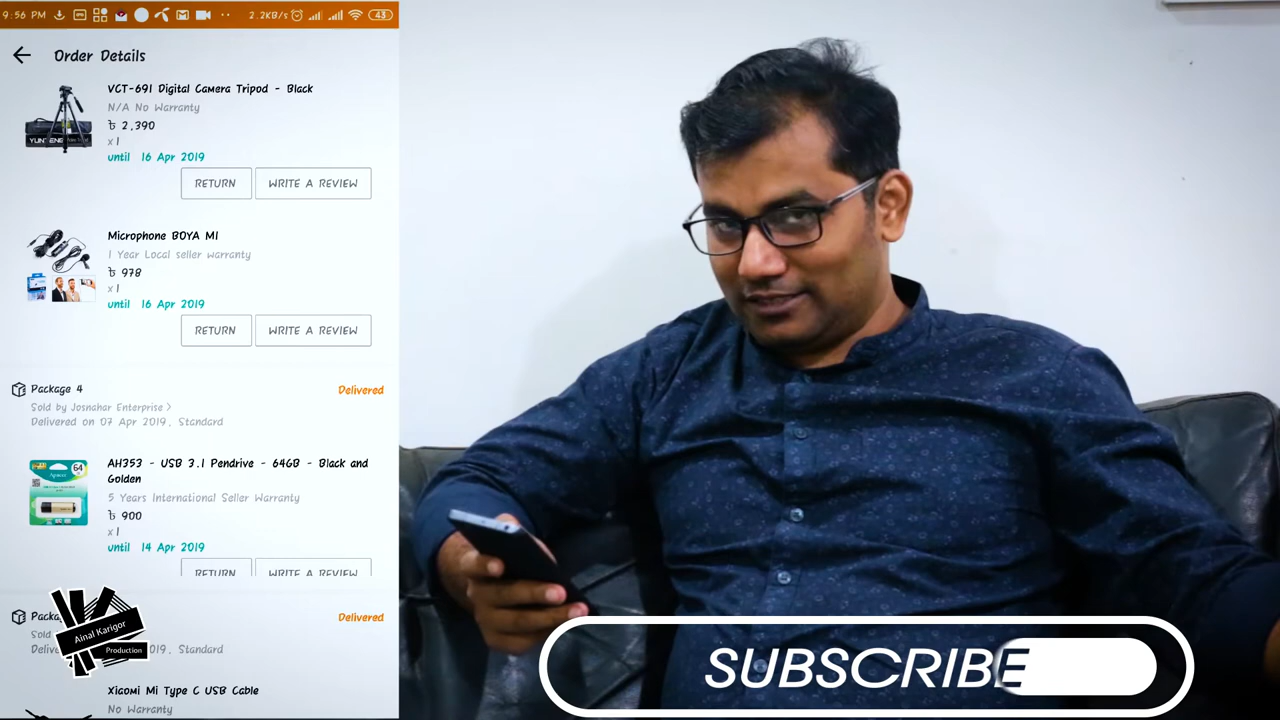 9:56 PM
2.2KB/s
43
Order Details
VCT-691 Digital Camera Tripod - Black
N/A No Warranty
৳ 2,390
x 1
until 16 Apr 2019
RETURN
WRITE A REVIEW
Microphone BOYA M1
1 Year Local seller warranty
৳ 978
x 1
until 16 Apr 2019
RETURN
WRITE A REVIEW
Package 4
Delivered
Sold by Josnahar Enterprise >
Delivered on 07 Apr 2019, Standard
AH353 - USB 3.1 Pendrive - 64GB - Black and
Golden
64
5 Years International Seller Warranty
৳ 900
x 1
until 14 Apr 2019
RETURN
WRITE A REVIEW
Delivered
Sold
2019, Standard
Ainal Karigor
Production
Xiaomi Mi Type C USB Cable
No Warranty
SUBSCRIBE